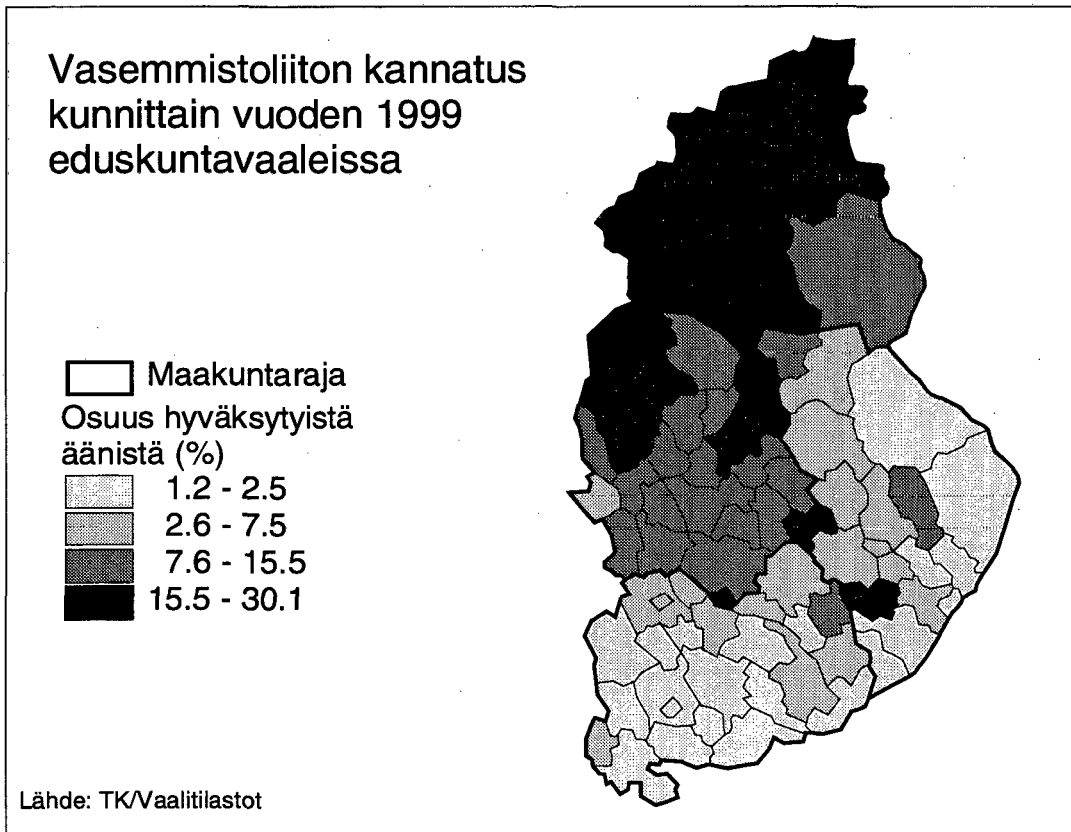 Vasemmistoliiton kannatus
kunnittain vuoden 1999
eduskuntavaaleissa
Maakuntaraja
Osuus hyväksytyistä
äänistä (%)
1.2 - 2.5
2.6 - 7.5
7.6 - 15.5
15.5 - 30.1
Lähde: TK/Vaalitilastot